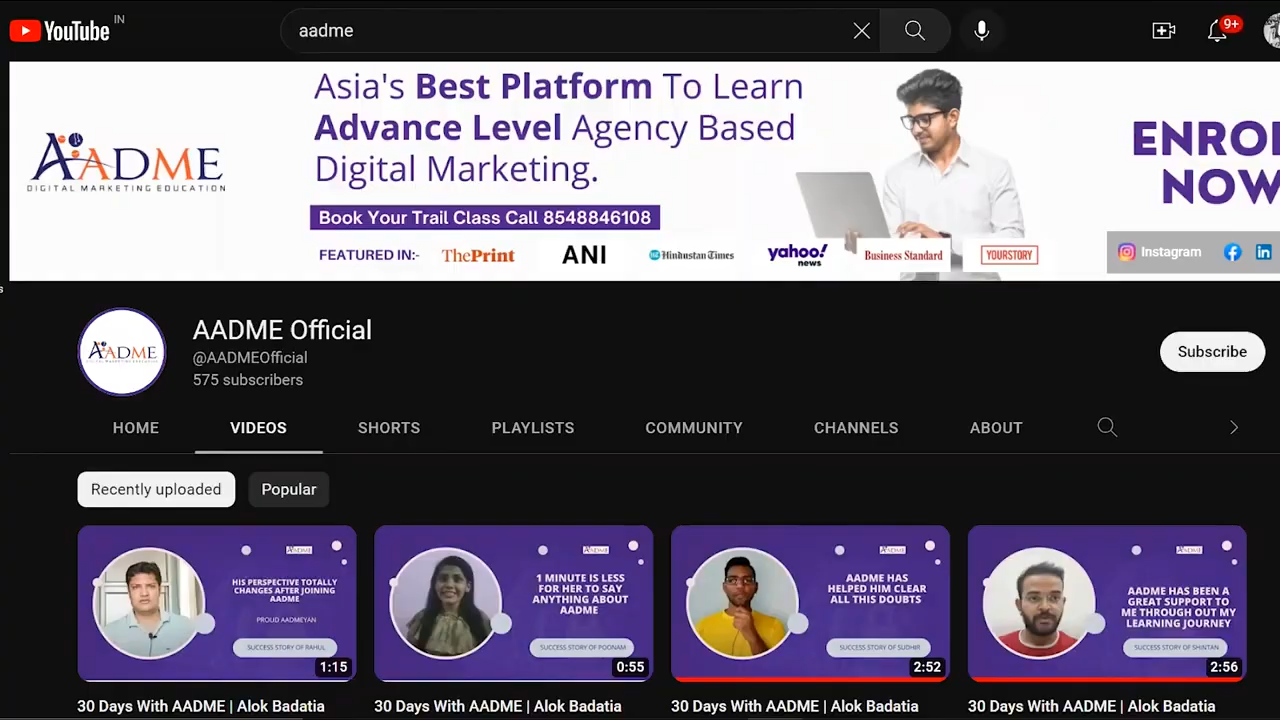 YouTube IN
aadme
9+
Asia's Best Platform To Learn
Advance Level Agency Based
Digital Marketing.
AADME
DIGITAL MARKETING EDUCATION
ENROL
NOW
Book Your Trail Class Call 8548846108
FEATURED IN:- ThePrint ANI HT Hindustan Times yahoo! news Business Standard YOURSTORY
Instagram
s
AADME
AADME Official
@AADMEOfficial
575 subscribers
Subscribe
HOME VIDEOS SHORTS PLAYLISTS COMMUNITY CHANNELS ABOUT
Recently uploaded Popular
AADME
HIS PERSPECTIVE TOTALLY
CHANGES AFTER JOINING
AADME
PROUD AADMEYAN
SUCCESS STORY OF RAHUL
1:15
AADME
1 MINUTE IS LESS
FOR HER TO SAY
ANYTHING ABOUT
AADME
SUCCESS STORY OF POONAM
0:55
AADME
AADME HAS
HELPED HIM CLEAR
ALL THIS DOUBTS
SUCCESS STORY OF SUDHIR
2:52
AADME
AADME HAS BEEN A
GREAT SUPPORT TO
ME THROUGH OUT MY
LEARNING JOURNEY
SUCCESS STORY OF SHINTAN
2:56
30 Days With AADME | Alok Badatia
30 Days With AADME | Alok Badatia
30 Days With AADME | Alok Badatia
30 Days With AADME | Alok Badatia